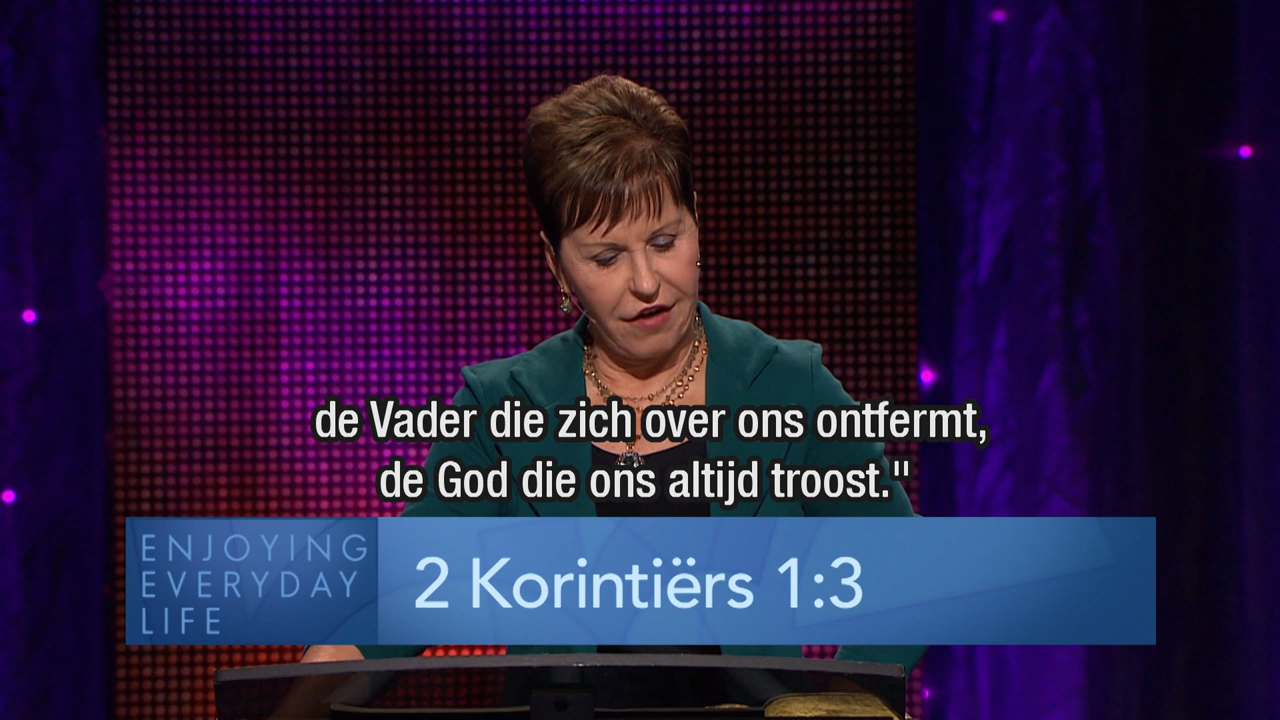 de Vader die zich over ons ontfermt,
de God die ons altijd troost."
ENJOYING
EVERYDAY
LIFE
2 Korintiërs 1:3